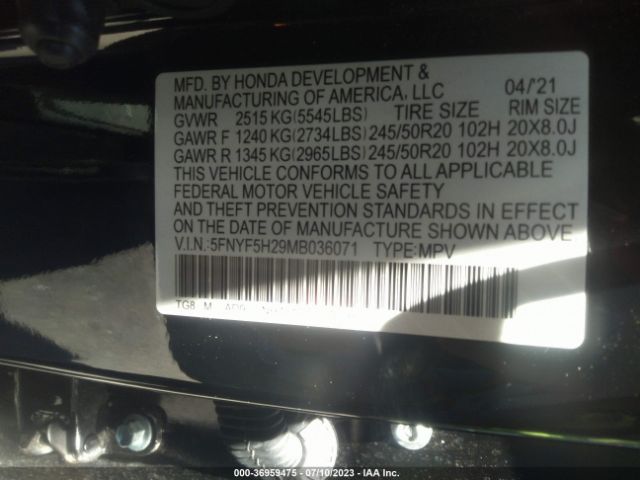 MFD. BY HONDA DEVELOPMENT &
MANUFACTURING OF AMERICA, LLC 04/21
GVWR 2515 KG(5545LBS) TIRE SIZE RIM SIZE
GAWR F 1240 KG(2734LBS) 245/50R20 102H 20X8.0J
GAWR R 1345 KG(2965LBS) 245/50R20 102H 20X8.0J
THIS VEHICLE CONFORMS TO ALL APPLICABLE
FEDERAL MOTOR VEHICLE SAFETY
AND THEFT PREVENTION STANDARDS IN EFFECT
ON THE DATE OF MANUFACTURE SHOWN ABOVE.
V.I.N.:5FNYF5H29MB036071 TYPE:MPV
TG8 M
000-36959475 - 07/10/2023 - IAA Inc.